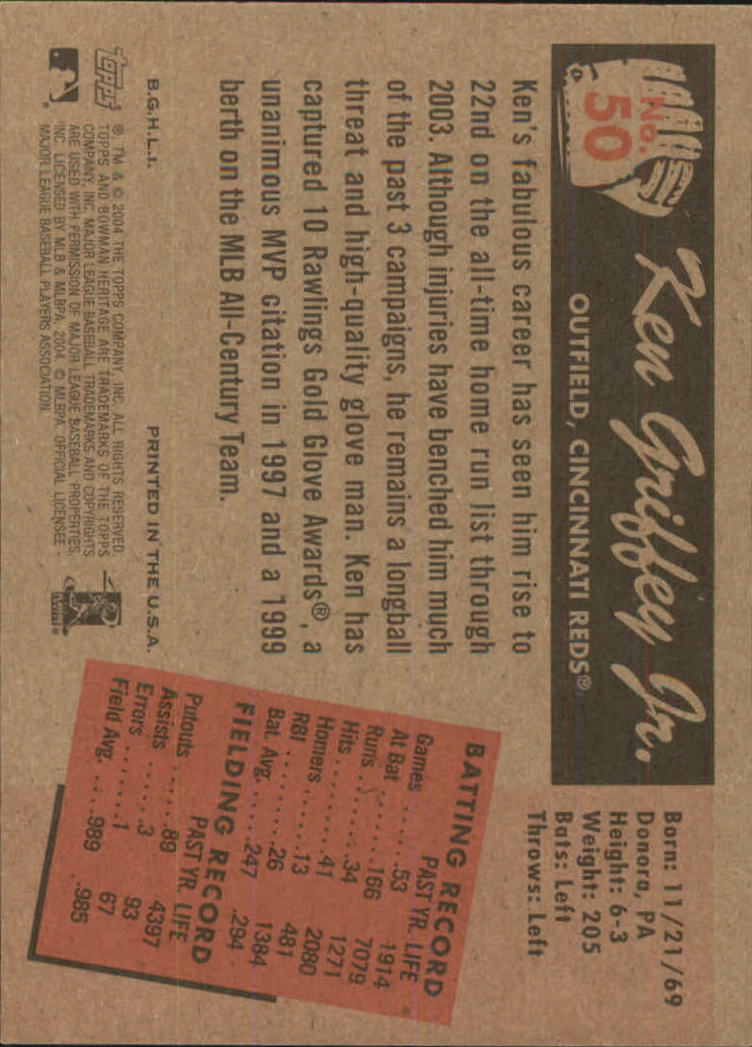 No.
50
Ken Griffey Jr.
OUTFIELD, CINCINNATI REDS®
Born: 11/21/69
Donora, PA
Height: 6-3
Weight: 205
Bats: Left
Throws: Left
Ken's fabulous career has seen him rise to
22nd on the all-time home run list through
2003. Although injuries have benched him much
of the past 3 campaigns, he remains a longball
threat and high-quality glove man. Ken has
captured 10 Rawlings Gold Glove Awards®, a
unanimous MVP citation in 1997 and a 1999
berth on the MLB All-Century Team.
BATTING RECORD
PAST YR. LIFE
Games .....53 1914
At Bat ......166 7079
Runs ........34 1271
Hits .........41 2080
Homers .....13 481
RBI .........26 1384
Bat. Avg. ....247 .294
FIELDING RECORD
PAST YR. LIFE
Putouts .....89 4397
Assists ......3 93
Errors .......1 67
Field Avg. ...989 .985
B.G.H.L.I. PRINTED IN THE U.S.A.
Topps
®, TM & © 2004 THE TOPPS COMPANY, INC. ALL RIGHTS RESERVED.
TOPPS AND BOWMAN HERITAGE ARE TRADEMARKS OF THE TOPPS
COMPANY, INC. MAJOR LEAGUE BASEBALL TRADEMARKS AND COPYRIGHTS
ARE USED WITH PERMISSION OF MAJOR LEAGUE BASEBALL PROPERTIES,
INC. LICENSED BY MLB & MLBPA, 2004. © MLBPA. OFFICIAL LICENSEE -
MAJOR LEAGUE BASEBALL PLAYERS ASSOCIATION.